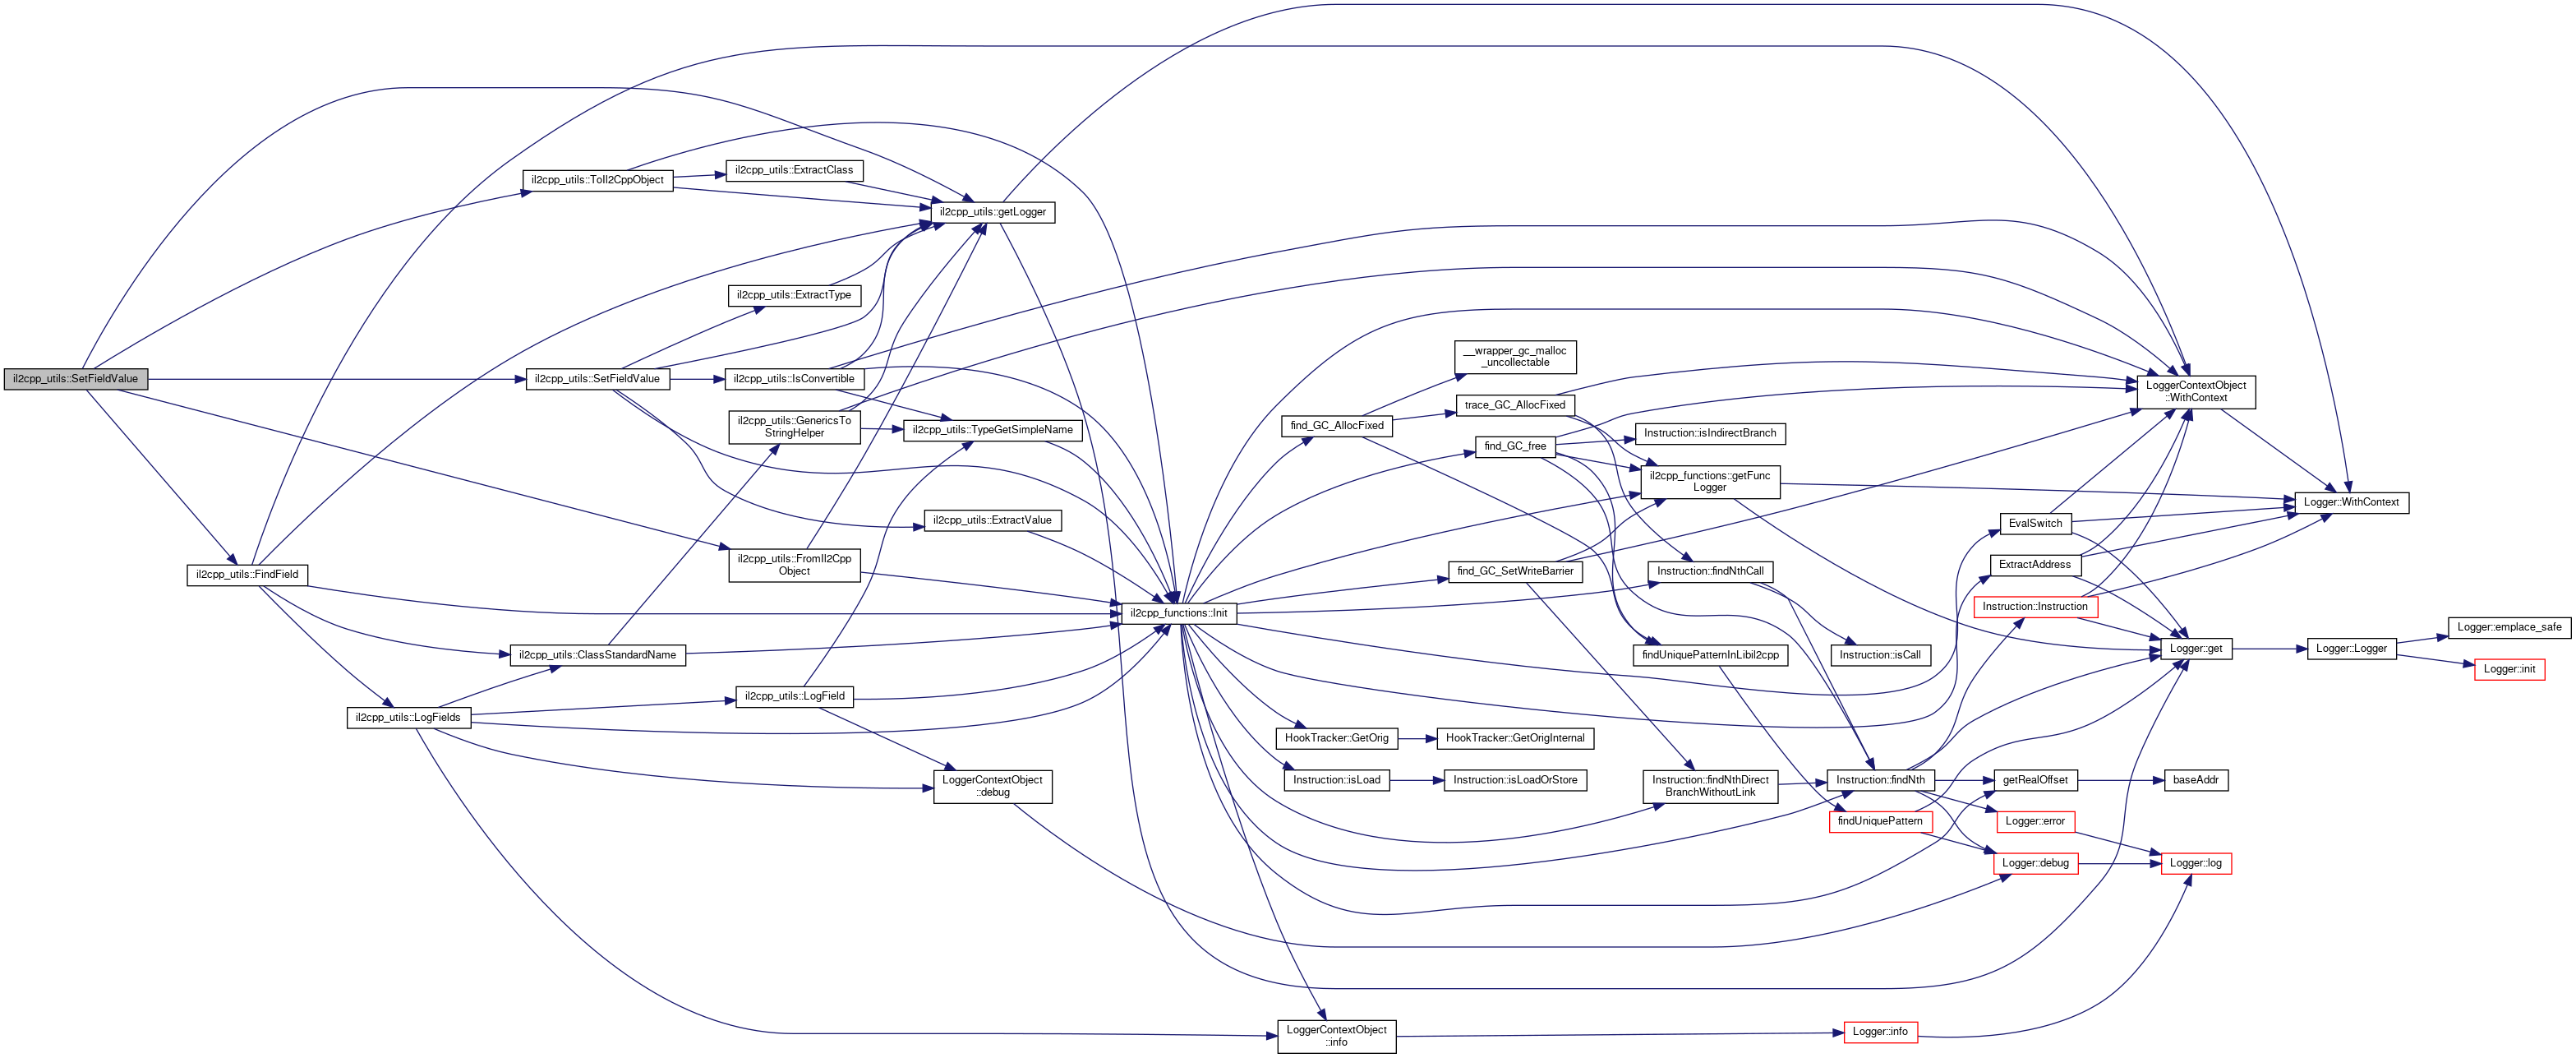 il2cpp_utils::SetFieldValue
il2cpp_utils::FindField
il2cpp_utils::LogFields
il2cpp_utils::ToIl2CppObject
il2cpp_utils::SetFieldValue
il2cpp_utils::ClassStandardName
il2cpp_utils::ExtractClass
il2cpp_utils::ExtractType
il2cpp_utils::IsConvertible
il2cpp_utils::GenericsTo
StringHelper
il2cpp_utils::FromIl2Cpp
Object
il2cpp_utils::LogField
il2cpp_utils::getLogger
il2cpp_utils::TypeGetSimpleName
il2cpp_utils::ExtractValue
LoggerContextObject
::debug
il2cpp_functions::Init
find_GC_AllocFixed
HookTracker::GetOrig
Instruction::isLoad
LoggerContextObject
::info
__wrapper_gc_malloc
_uncollectable
trace_GC_AllocFixed
find_GC_free
find_GC_SetWriteBarrier
HookTracker::GetOrigInternal
Instruction::isLoadOrStore
Instruction::isIndirectBranch
il2cpp_functions::getFunc
Logger
Instruction::findNthCall
findUniquePatternInLibil2cpp
Instruction::findNthDirect
BranchWithoutLink
Instruction::isCall
Instruction::findNth
findUniquePattern
Logger::info
EvalSwitch
ExtractAddress
Instruction::Instruction
getRealOffset
Logger::error
Logger::debug
LoggerContextObject
::WithContext
Logger::get
baseAddr
Logger::log
Logger::WithContext
Logger::Logger
Logger::emplace_safe
Logger::init